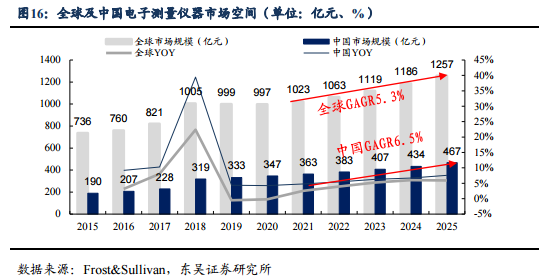 图16：全球及中国电子测量仪器市场空间（单位：亿元、%）
全球市场规模（亿元） 中国市场规模（亿元）
全球YOY 中国YOY
1400 1200 1000 800 600 400 200 0
45% 40% 35% 30% 25% 20% 15% 10% 5% 0% -5%
736 760 821 1005 999 997 1023 1063 1119 1186 1257
全球GAGR5.3%
中国GAGR6.5%
190 207 228 319 333 347 363 383 407 434 467
2015 2016 2017 2018 2019 2020 2021 2022 2023 2024 2025
数据来源：Frost&Sullivan，东吴证券研究所